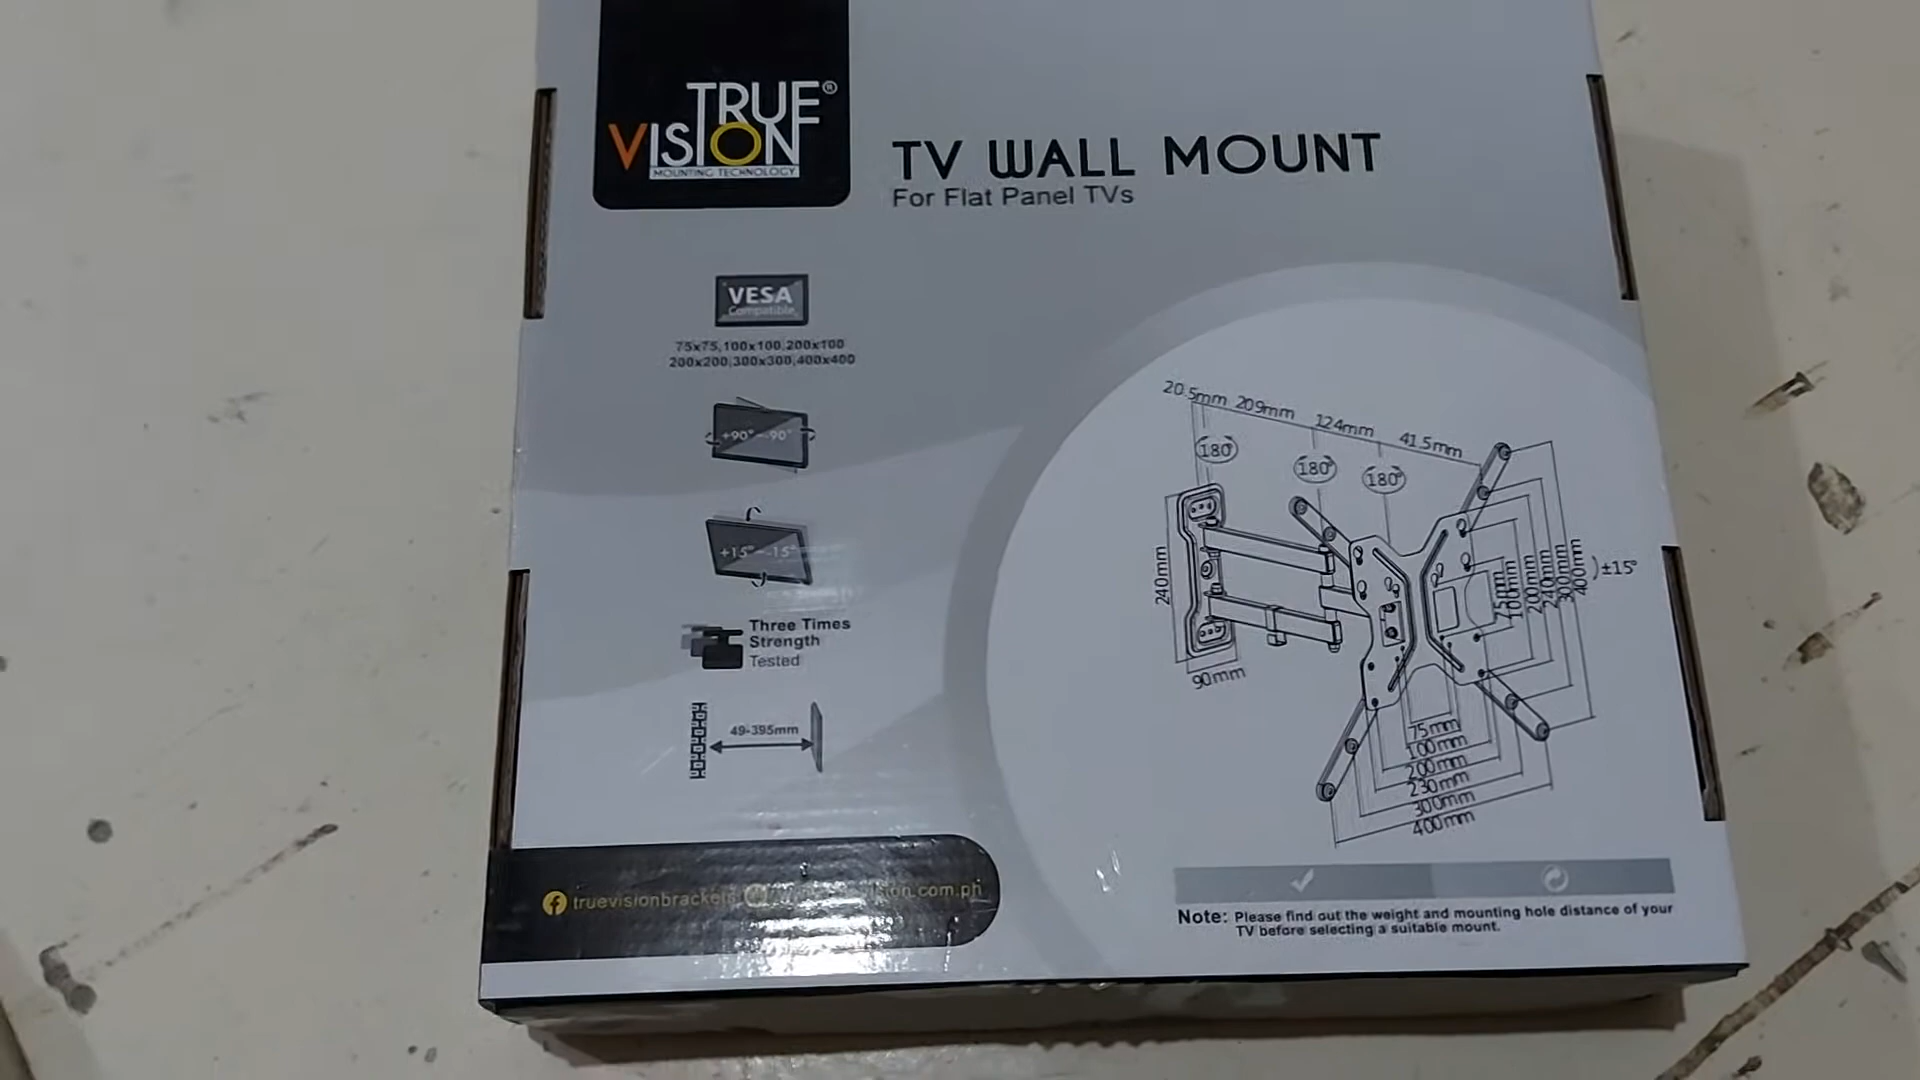 TRUE®
VISION
MOUNTING TECHNOLOGY
TV WALL MOUNT
For Flat Panel TVs
VESA
Compatible
75x75,100x100,200x100
200x200,300x300,400x400
+90°~-90°
+15°~-15°
Three Times
Strength
Tested
49-395mm
20.5mm 209mm 124mm 41.5mm
180° 180° 180°
240mm
90mm
75mm
100mm
200mm
240mm
300mm
400mm
±15°
75mm
100mm
200mm
230mm
300mm
400mm
truevisionbrackets
Note: Please find out the weight and mounting hole distance of your
TV before selecting a suitable mount.